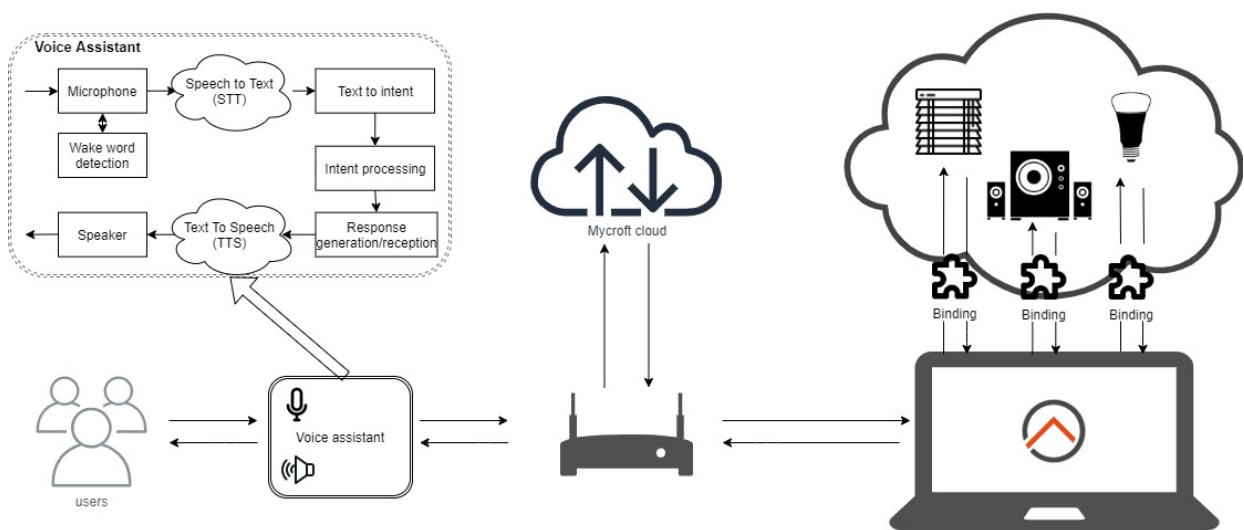 Voice Assistant
Microphone
Speech to Text
(STT)
Text to intent
Wake word
detection
Intent processing
Speaker
Text To Speech
(TTS)
Response
generation/reception
Mycroft cloud
Binding
Binding
Binding
Voice assistant
users